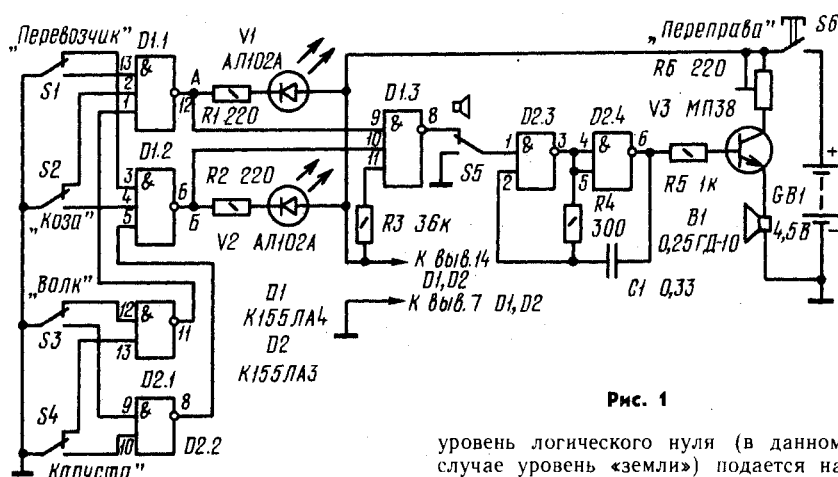 „Перевозчик"
D1.1
V1
АЛ102А
„Переправа"
S6
&
13
2
1
12
A
R1 220
S1
D1.3
R6 220
V3 МП38
D1.2
9
10
11
&
8
S5
D2.3
D2.4
1
&
2
3
4
5
&
6
R5 1к
S2
3
&
4
5
6
Б
R2 220
„Коза"
V2
АЛ102А
R3 36к
R4
300
C1 0,33
B1
0,25ГД-10
GB1
4,5В
+
−
К выв.14
D1,D2
К выв.7 D1,D2
„Волк"
S3
12
&
13
11
D2.1
D1
К155ЛА4
D2
К155ЛА3
S4
9
&
10
8
D2.2
Капуста"
Рис. 1
уровень логического нуля (в данном
случае уровень «земли») подается на